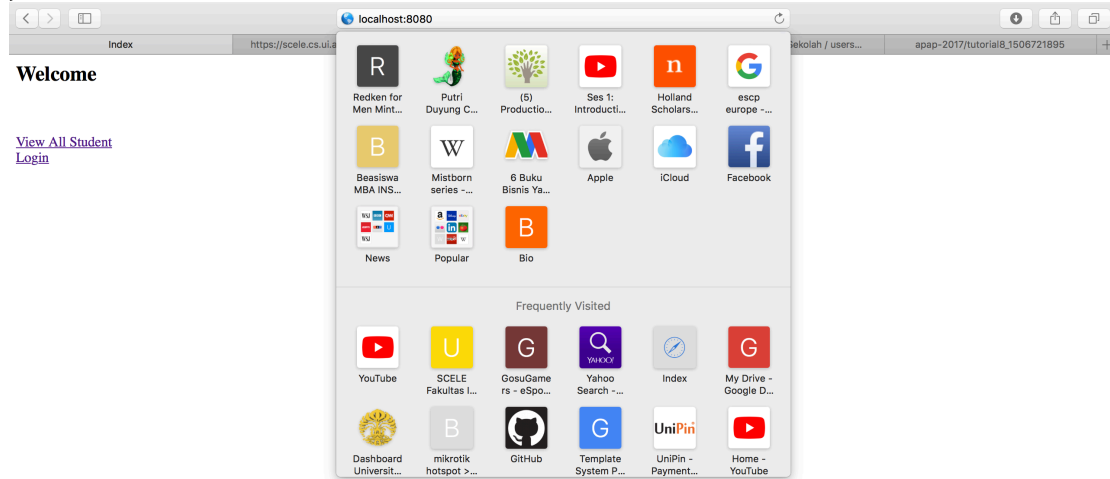 localhost:8080
Index
https://scele.cs.ui.a
Sekolah / users...
apap-2017/tutorial8_1506721895
Welcome
View All Student
Login
R
n
G
Redken for Men Mint...
Putri Duyung C...
(5) Productio...
Ses 1: Introducti...
Holland Scholars...
escp europe -...
B
W
f
Beasiswa MBA INS...
Mistborn series -...
6 Buku Bisnis Ya...
Apple
iCloud
Facebook
B
News
Popular
Bio
Frequently Visited
U
G
YAHOO!
G
YouTube
SCELE Fakultas I...
GosuGame rs - eSpo...
Yahoo Search -...
Index
My Drive - Google D...
B
G
UniPin
Dashboard Universit...
mikrotik hotspot >...
GitHub
Template System P...
UniPin - Payment...
Home - YouTube